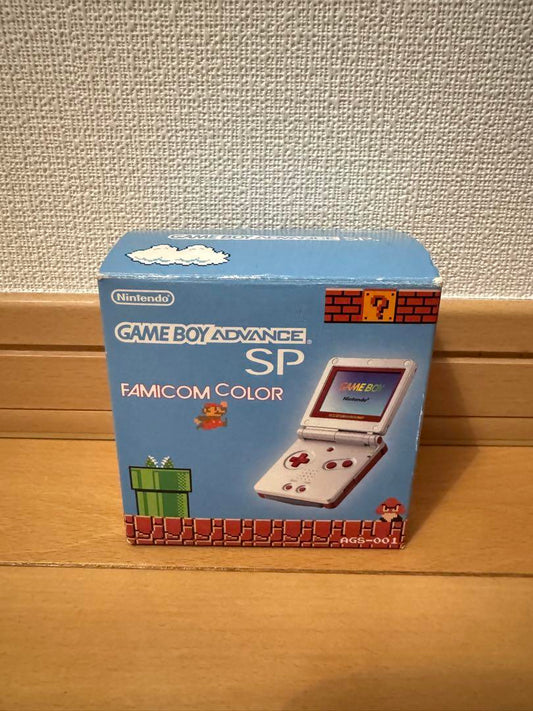 Nintendo
GAME BOY ADVANCE
SP
FAMICOM COLOR
GAME BOY
Nintendo
?
AGS-001